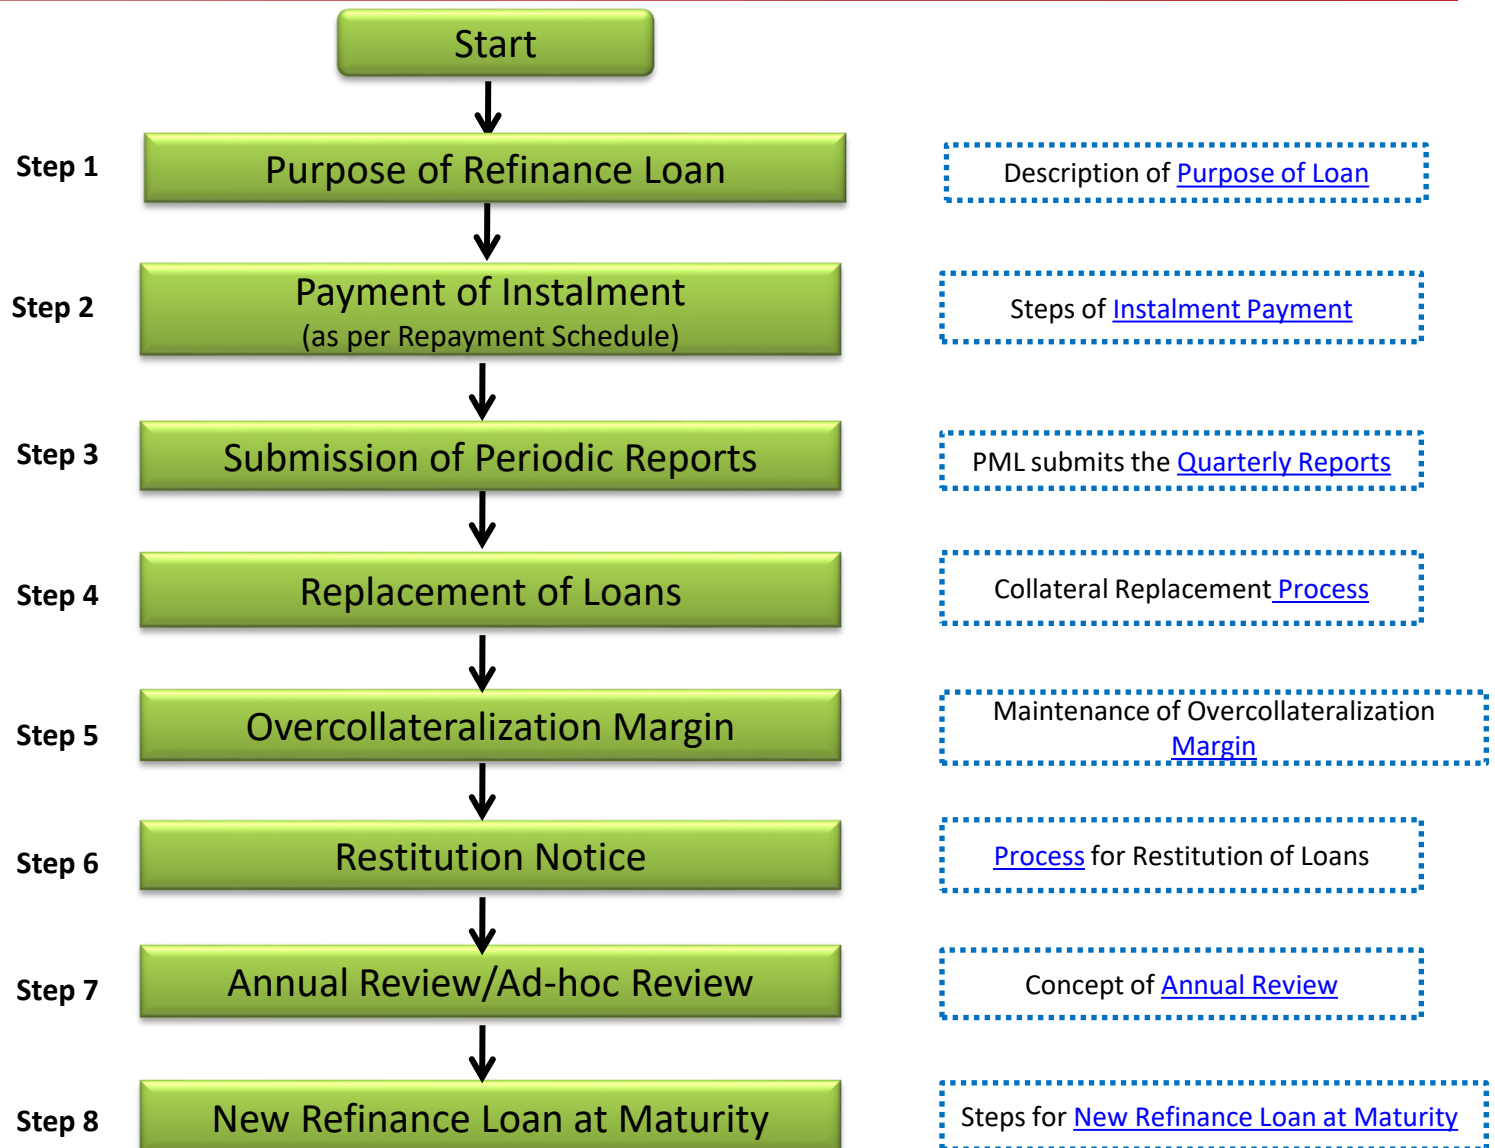 Start
Step 1
Purpose of Refinance Loan
Description of Purpose of Loan
Step 2
Payment of Instalment
(as per Repayment Schedule)
Steps of Instalment Payment
Step 3
Submission of Periodic Reports
PML submits the Quarterly Reports
Step 4
Replacement of Loans
Collateral Replacement Process
Step 5
Overcollateralization Margin
Maintenance of Overcollateralization
Margin
Step 6
Restitution Notice
Process for Restitution of Loans
Step 7
Annual Review/Ad-hoc Review
Concept of Annual Review
Step 8
New Refinance Loan at Maturity
Steps for New Refinance Loan at Maturity